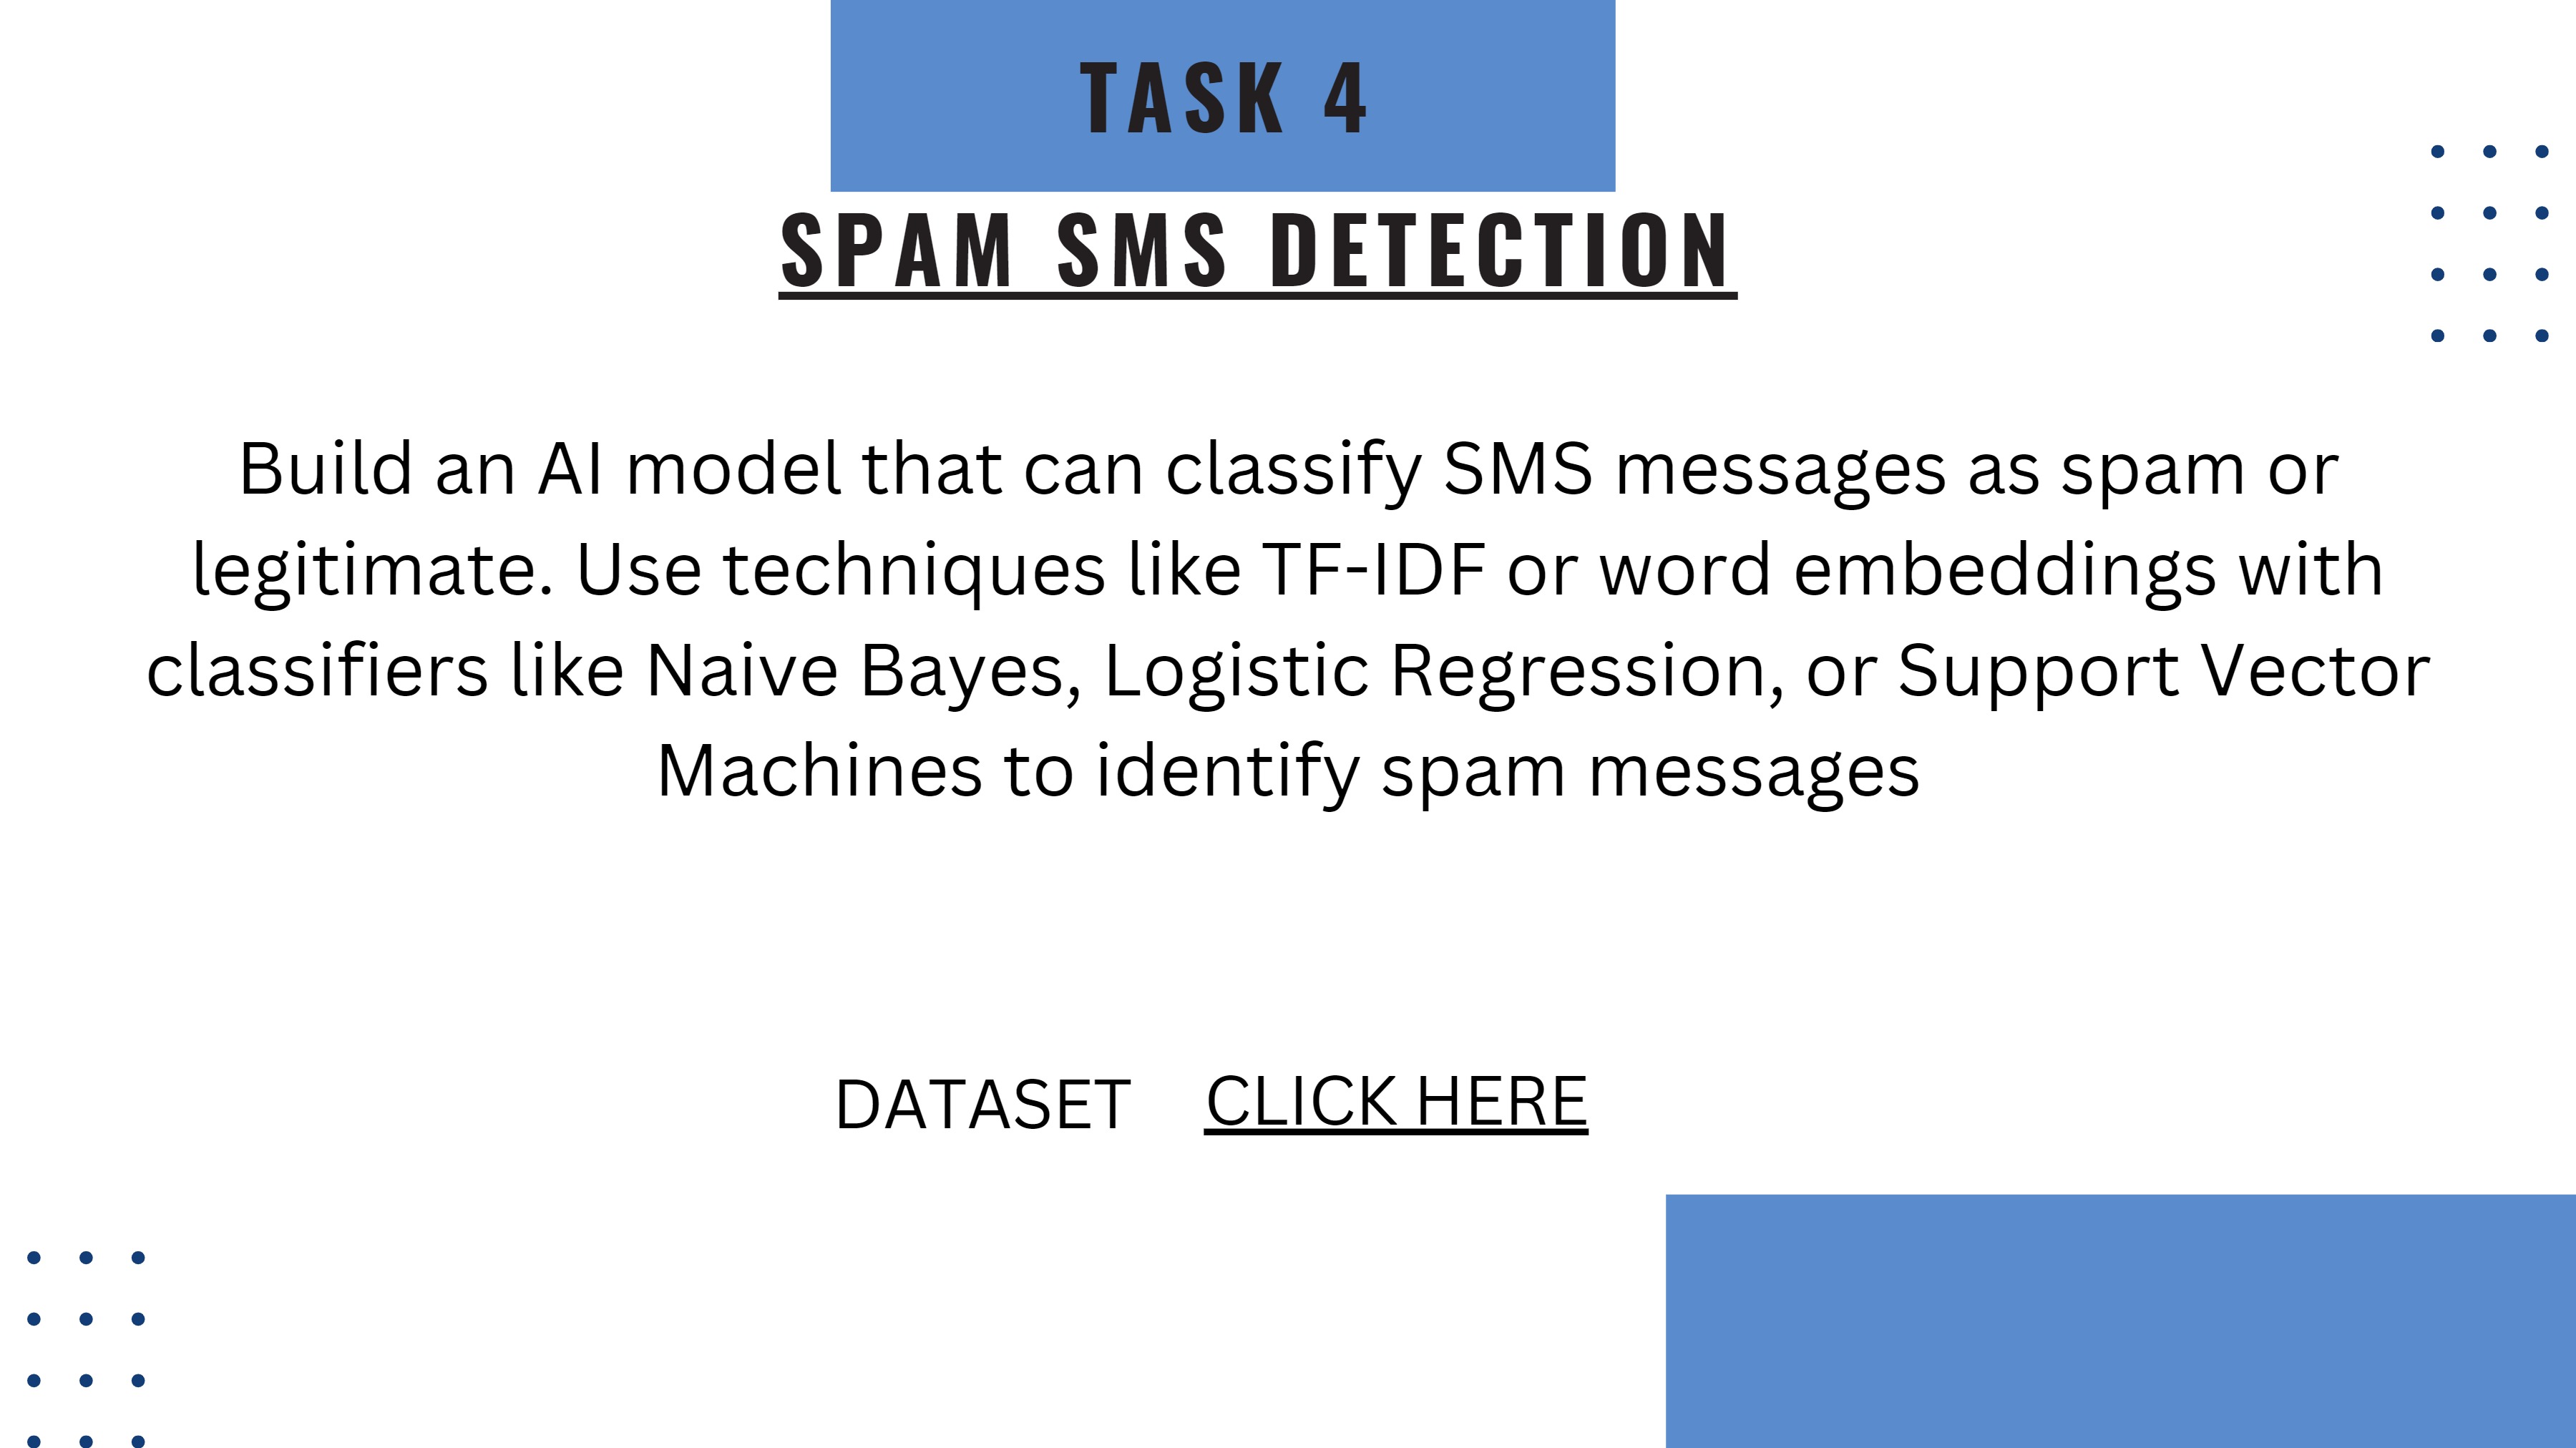 TASK 4
SPAM SMS DETECTION
Build an AI model that can classify SMS messages as spam or
legitimate. Use techniques like TF-IDF or word embeddings with
classifiers like Naive Bayes, Logistic Regression, or Support Vector
Machines to identify spam messages
DATASET CLICK HERE